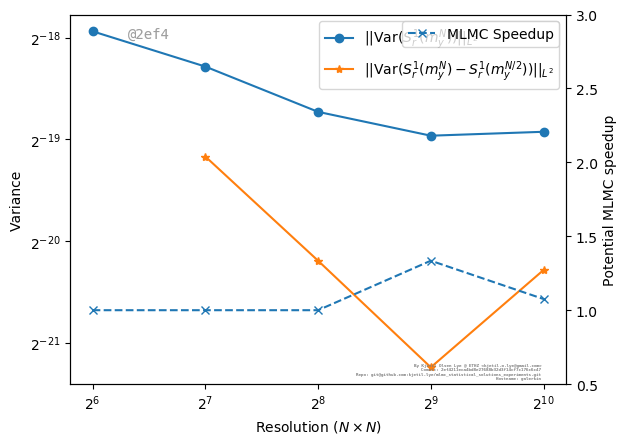 @2ef4
||Var(S_r^1(m_y^N))||_{L^2}
MLMC Speedup
||Var(S_r^1(m_y^N) − S_r^1(m_y^{N/2}))||_{L^2}
Variance
2^{-18}
2^{-19}
2^{-20}
2^{-21}
3.0
2.5
2.0
1.5
1.0
0.5
Potential MLMC speedup
2^6
2^7
2^8
2^9
2^{10}
Resolution (N × N)